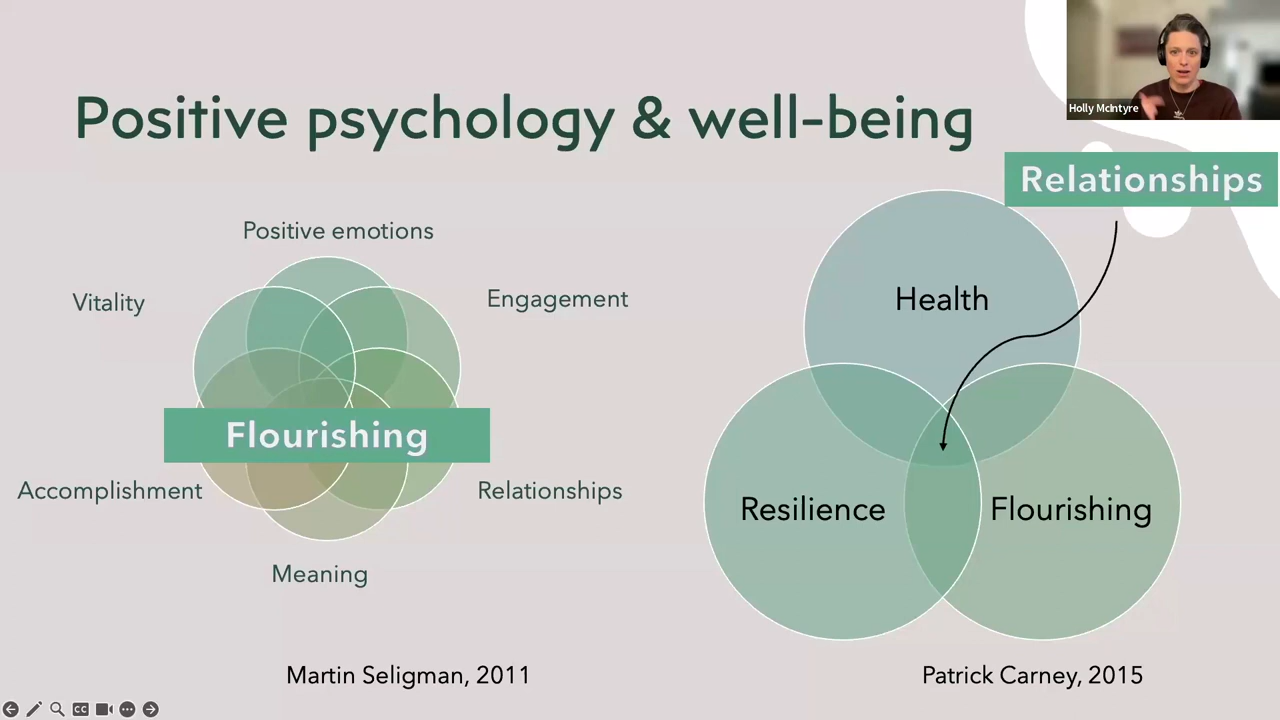 Positive psychology & well-being
Holly McIntyre
Relationships
Positive emotions
Vitality
Engagement
Flourishing
Accomplishment
Relationships
Meaning
Martin Seligman, 2011
Health
Resilience
Flourishing
Patrick Carney, 2015
CC